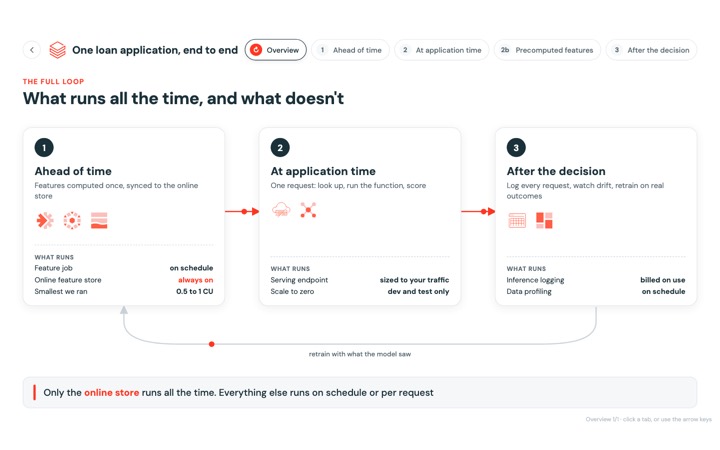 One loan application, end to end
Overview
1 Ahead of time
2 At application time
2b Precomputed features
3 After the decision
THE FULL LOOP
What runs all the time, and what doesn't
1
Ahead of time
Features computed once, synced to the online
store
WHAT RUNS
Feature job on schedule
Online feature store always on
Smallest we ran 0.5 to 1 CU
2
At application time
One request: look up, run the function, score
WHAT RUNS
Serving endpoint sized to your traffic
Scale to zero dev and test only
3
After the decision
Log every request, watch drift, retrain on real
outcomes
WHAT RUNS
Inference logging billed on use
Data profiling on schedule
retrain with what the model saw
Only the online store runs all the time. Everything else runs on schedule or per request
Overview 1/1 · click a tab, or use the arrow keys